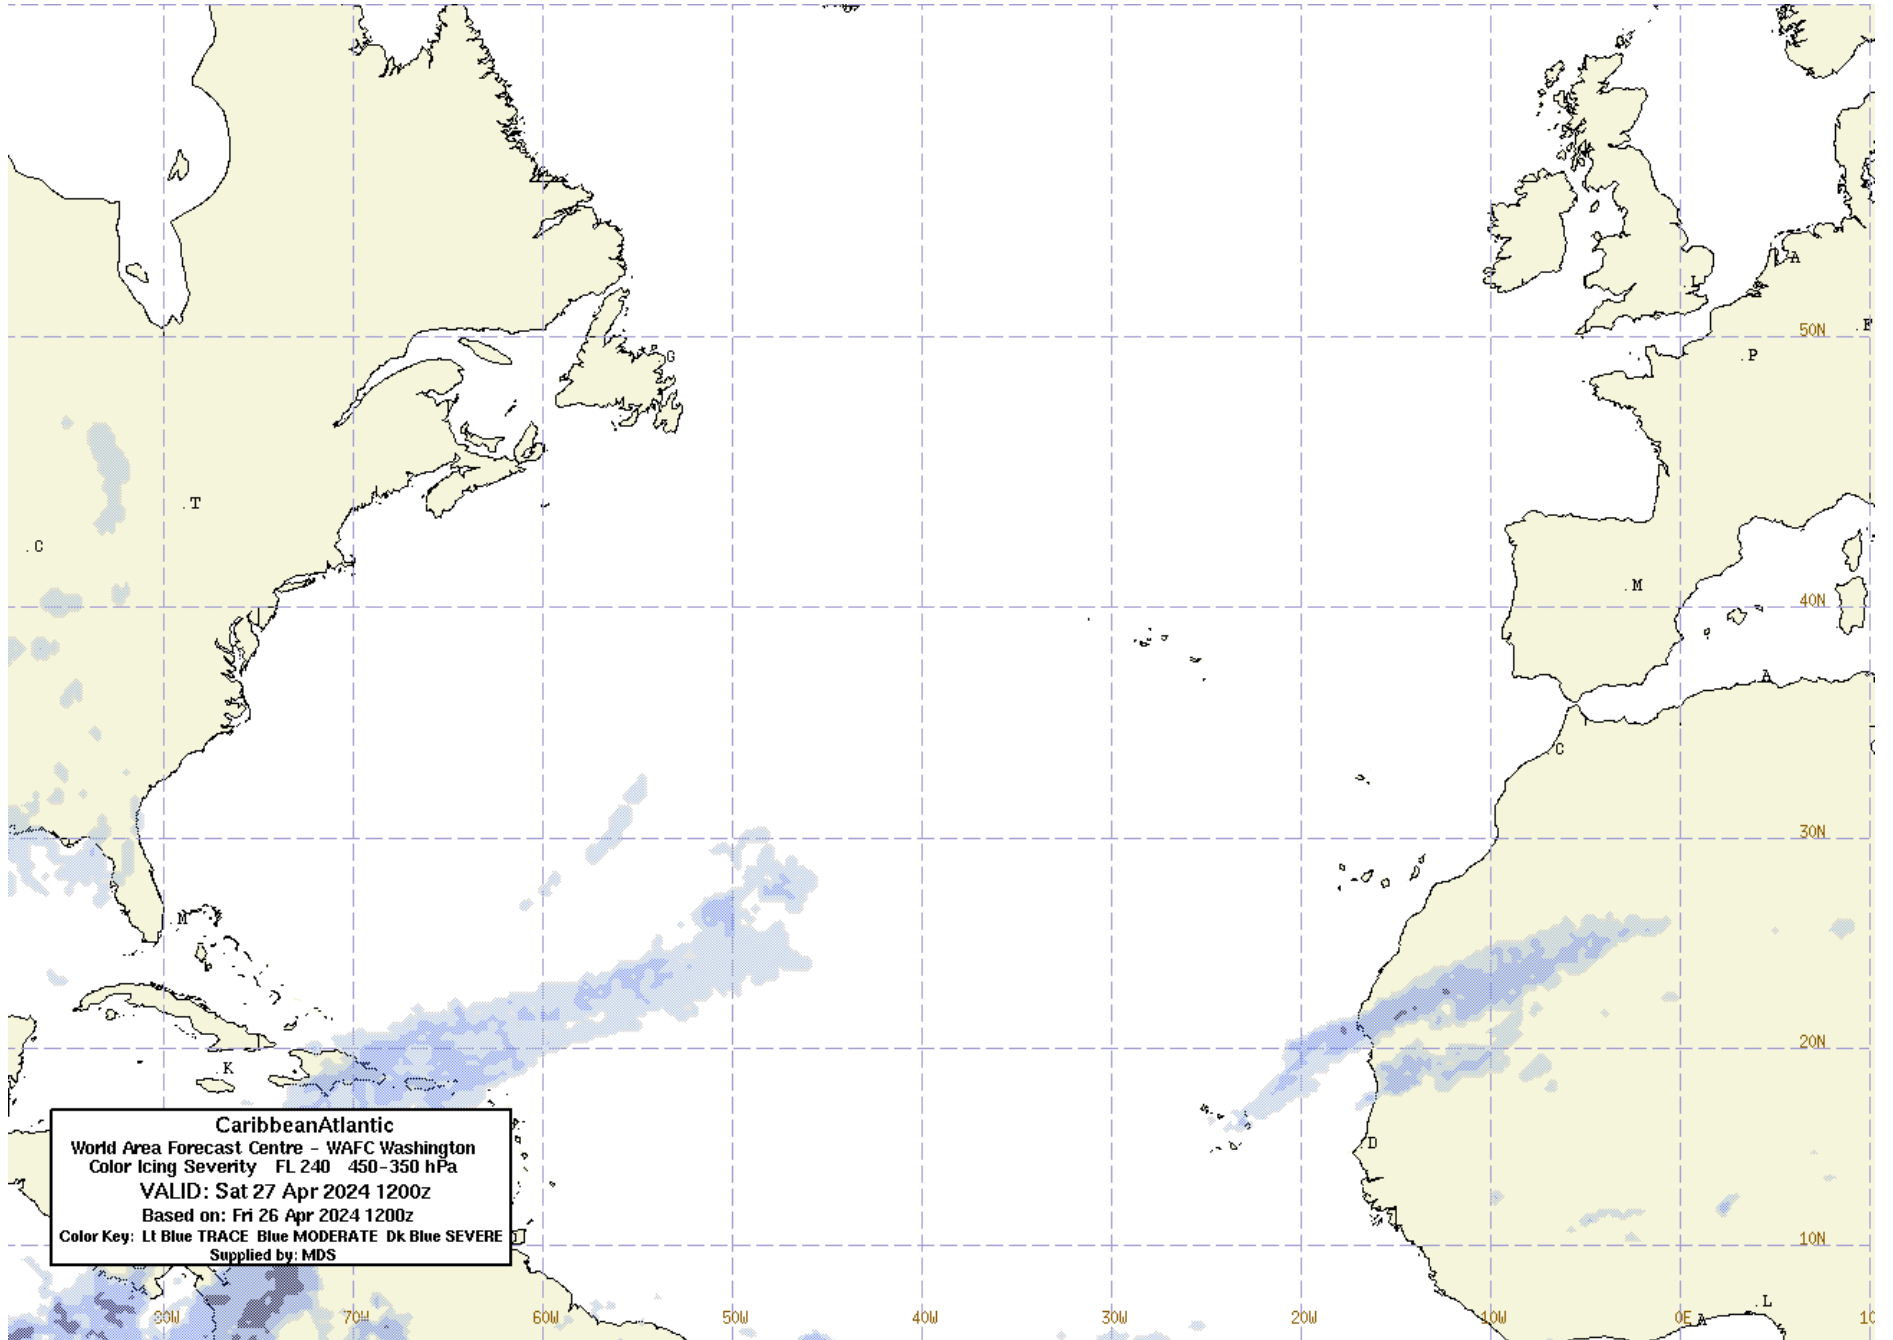 A
L
50N
F
G
P
T
C
M
40N
A
C
30N
M
20N
K
CaribbeanAtlantic
World Area Forecast Centre - WAFC Washington
Color Icing Severity FL 240 450-350 hPa
VALID: Sat 27 Apr 2024 1200z
Based on: Fri 26 Apr 2024 1200z
Color Key: Lt Blue TRACE Blue MODERATE Dk Blue SEVERE
Supplied by: MDS
D
10N
L
80W 70W 60W 50W 40W 30W 20W 10W 0E A 10